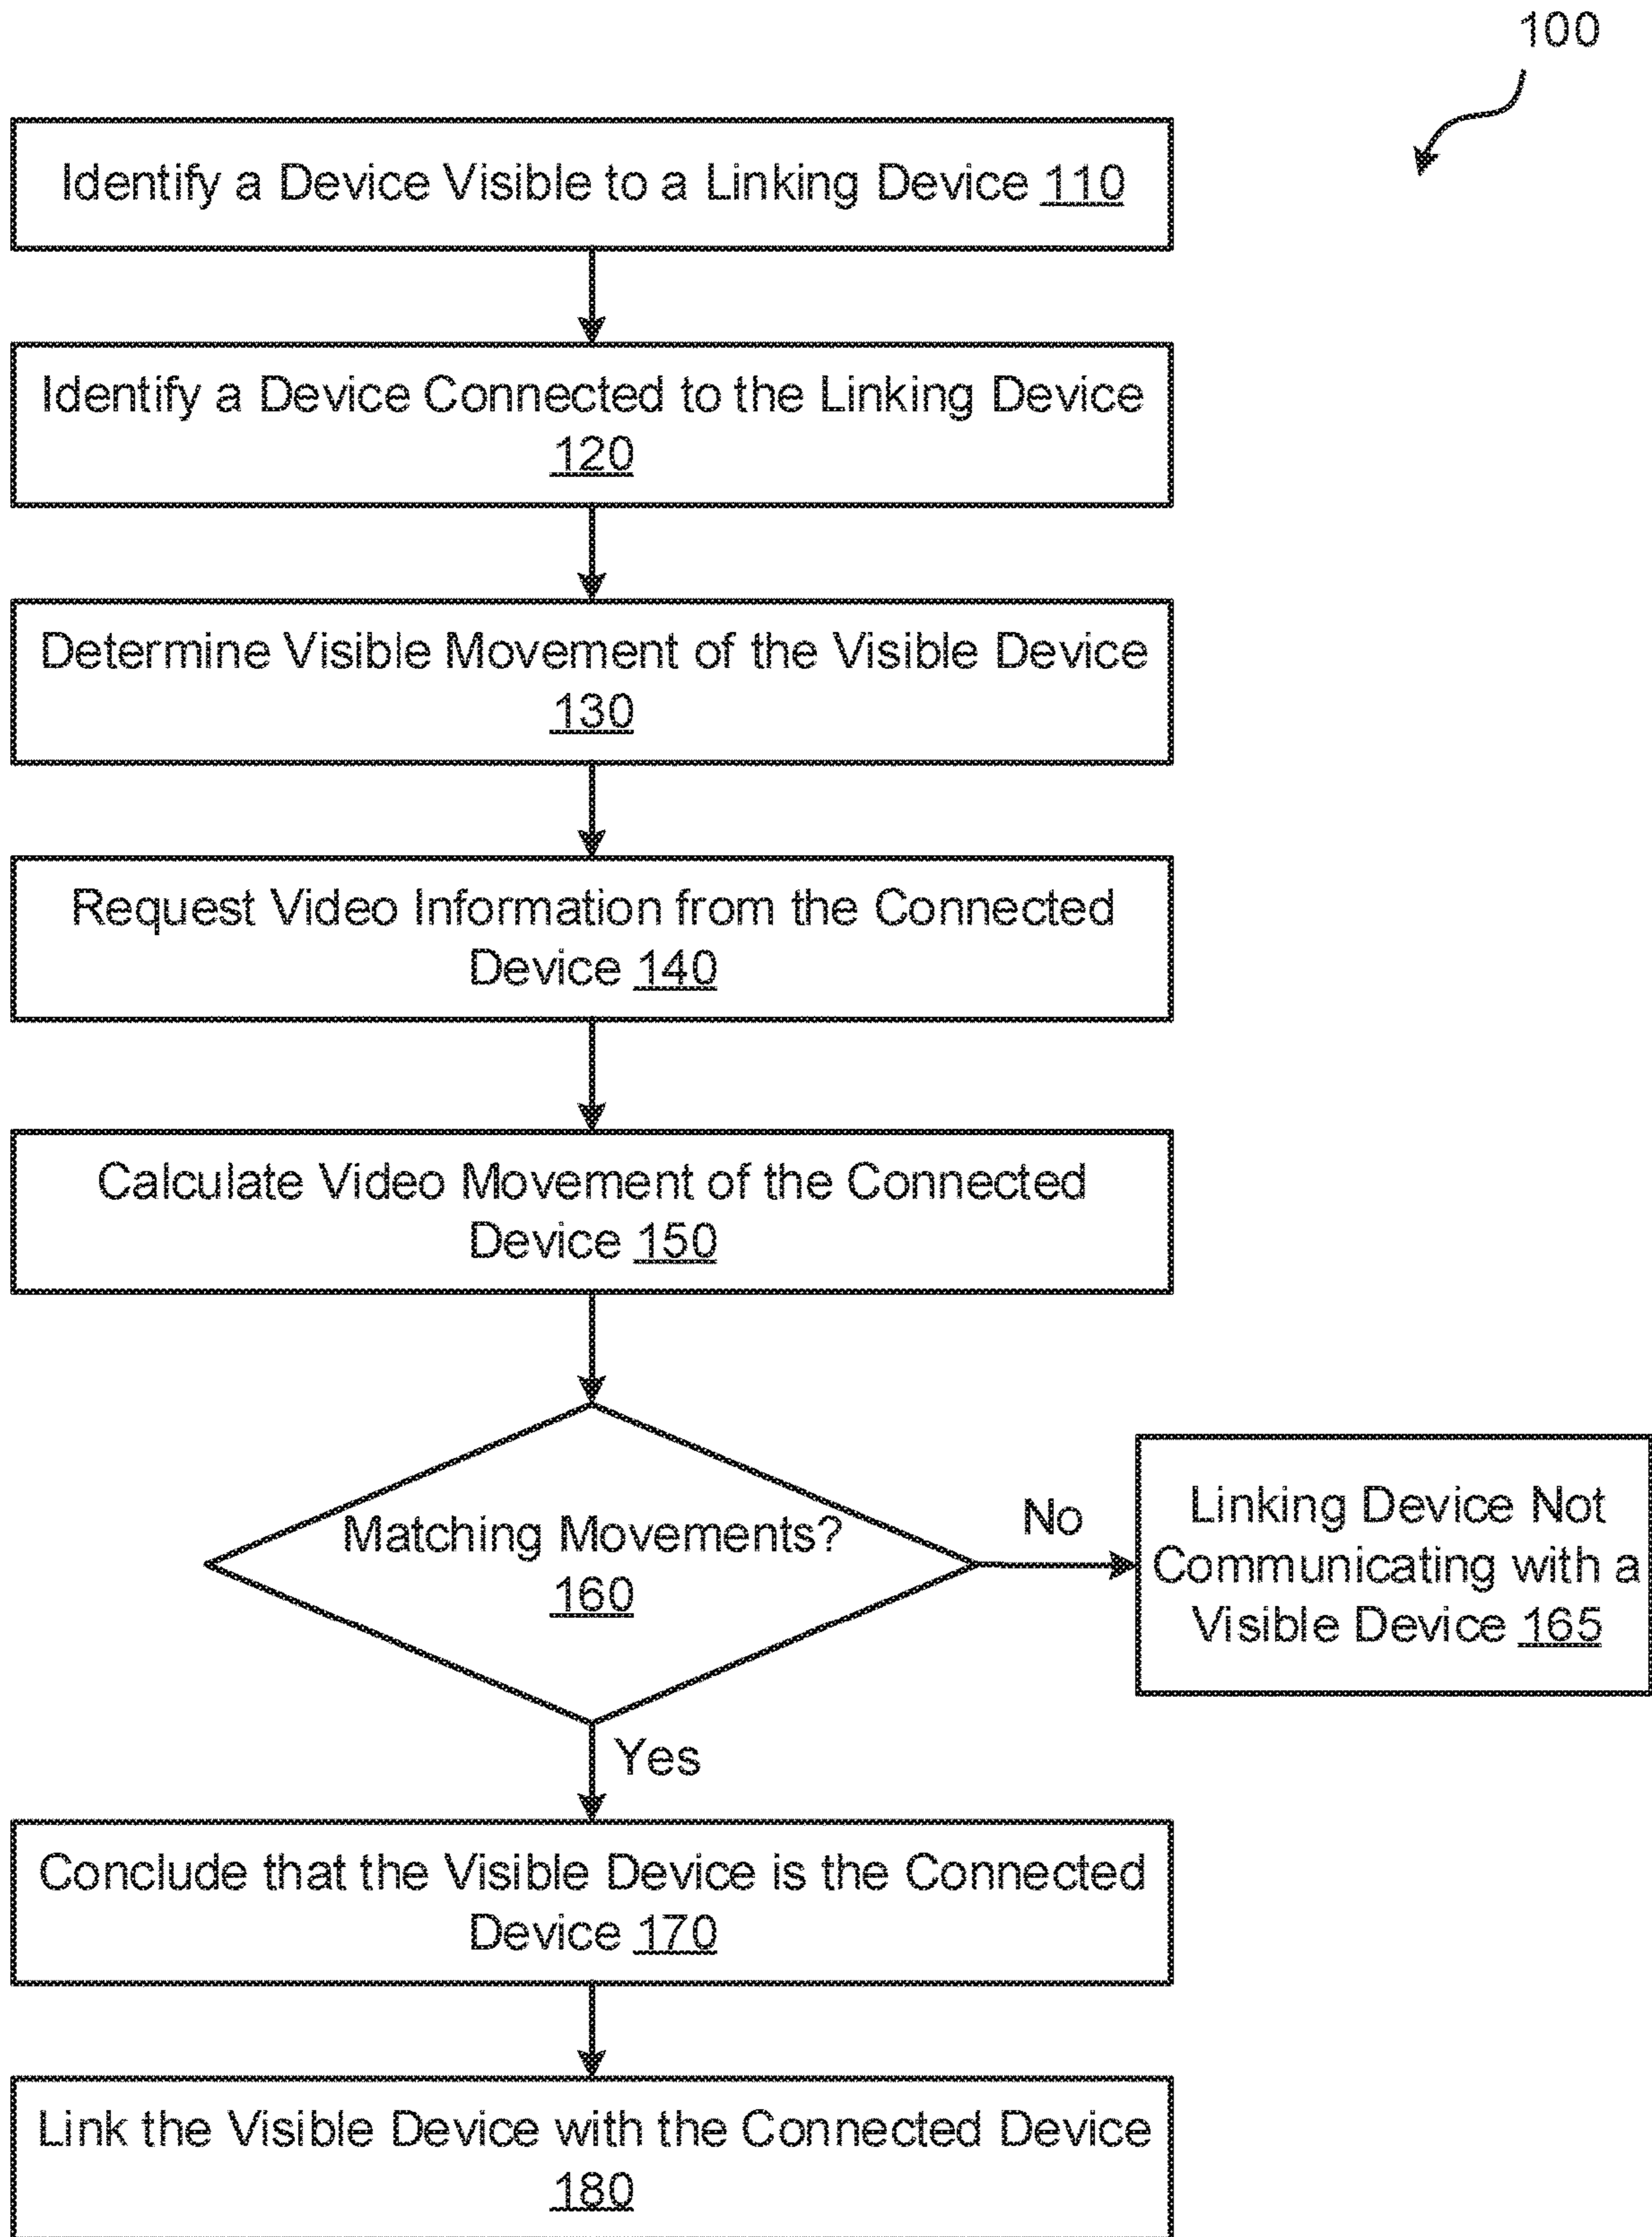 100
Identify a Device Visible to a Linking Device 110
Identify a Device Connected to the Linking Device
120
Determine Visible Movement of the Visible Device
130
Request Video Information from the Connected
Device 140
Calculate Video Movement of the Connected
Device 150
Matching Movements?
160
No
Linking Device Not
Communicating with a
Visible Device 165
Yes
Conclude that the Visible Device is the Connected
Device 170
Link the Visible Device with the Connected Device
180